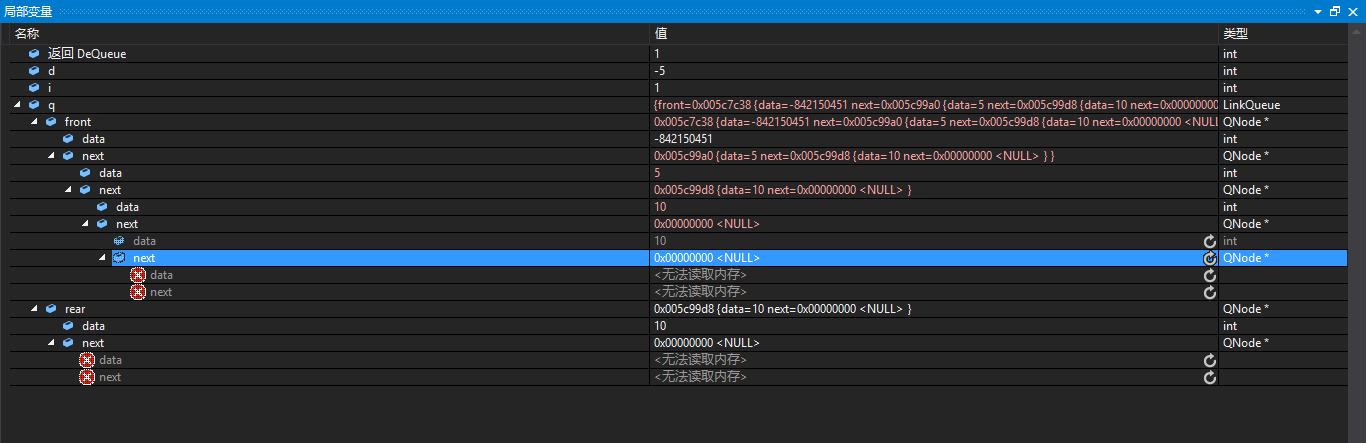 局部变量
名称 值 类型
返回 DeQueue 1 int
d -5 int
i 1 int
q {front=0x005c7c38 {data=-842150451 next=0x005c99a0 {data=5 next=0x005c99d8 {data=10 next=0x00000000 LinkQueue
front 0x005c7c38 {data=-842150451 next=0x005c99a0 {data=5 next=0x005c99d8 {data=10 next=0x00000000 <NULL QNode *
data -842150451 int
next 0x005c99a0 {data=5 next=0x005c99d8 {data=10 next=0x00000000 <NULL> } } QNode *
data 5 int
next 0x005c99d8 {data=10 next=0x00000000 <NULL> } QNode *
data 10 int
next 0x00000000 <NULL> QNode *
data 10 int
next 0x00000000 <NULL> QNode *
data <无法读取内存>
next <无法读取内存>
rear 0x005c99d8 {data=10 next=0x00000000 <NULL> } QNode *
data 10 int
next 0x00000000 <NULL> QNode *
data <无法读取内存>
next <无法读取内存>